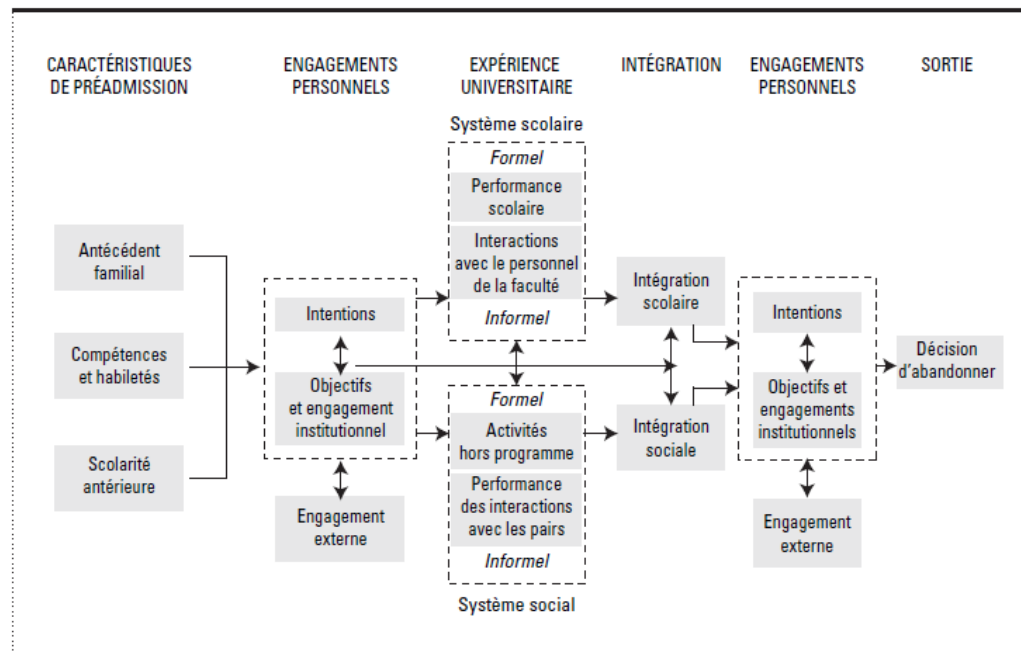 CARACTÉRISTIQUES
DE PRÉADMISSION
ENGAGEMENTS
PERSONNELS
EXPÉRIENCE
UNIVERSITAIRE
INTÉGRATION
ENGAGEMENTS
PERSONNELS
SORTIE
Antécédent
familial
Compétences
et habiletés
Scolarité
antérieure
Intentions
Objectifs
et engagement
institutionnel
Engagement
externe
Système scolaire
Formel
Performance
scolaire
Interactions
avec le personnel
de la faculté
Informel
Formel
Activités
hors programme
Performance
des interactions
avec les pairs
Informel
Système social
Intégration
scolaire
Intégration
sociale
Intentions
Objectifs et
engagements
institutionnels
Engagement
externe
Décision
d'abandonner